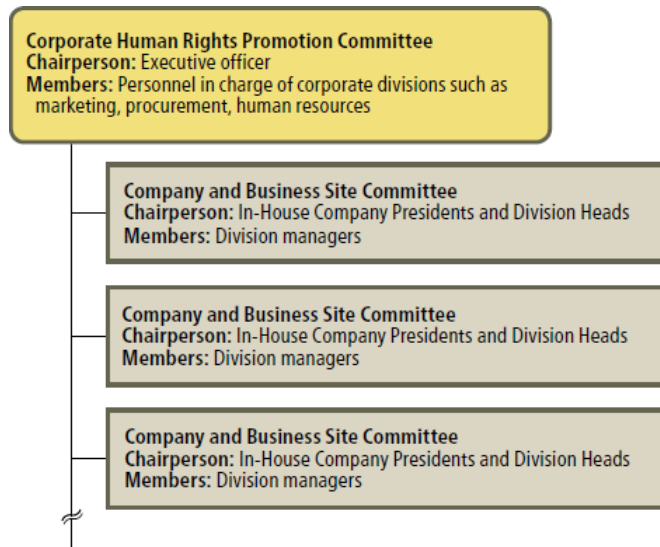 Corporate Human Rights Promotion Committee
Chairperson: Executive officer
Members: Personnel in charge of corporate divisions such as
marketing, procurement, human resources
Company and Business Site Committee
Chairperson: In-House Company Presidents and Division Heads
Members: Division managers
Company and Business Site Committee
Chairperson: In-House Company Presidents and Division Heads
Members: Division managers
Company and Business Site Committee
Chairperson: In-House Company Presidents and Division Heads
Members: Division managers